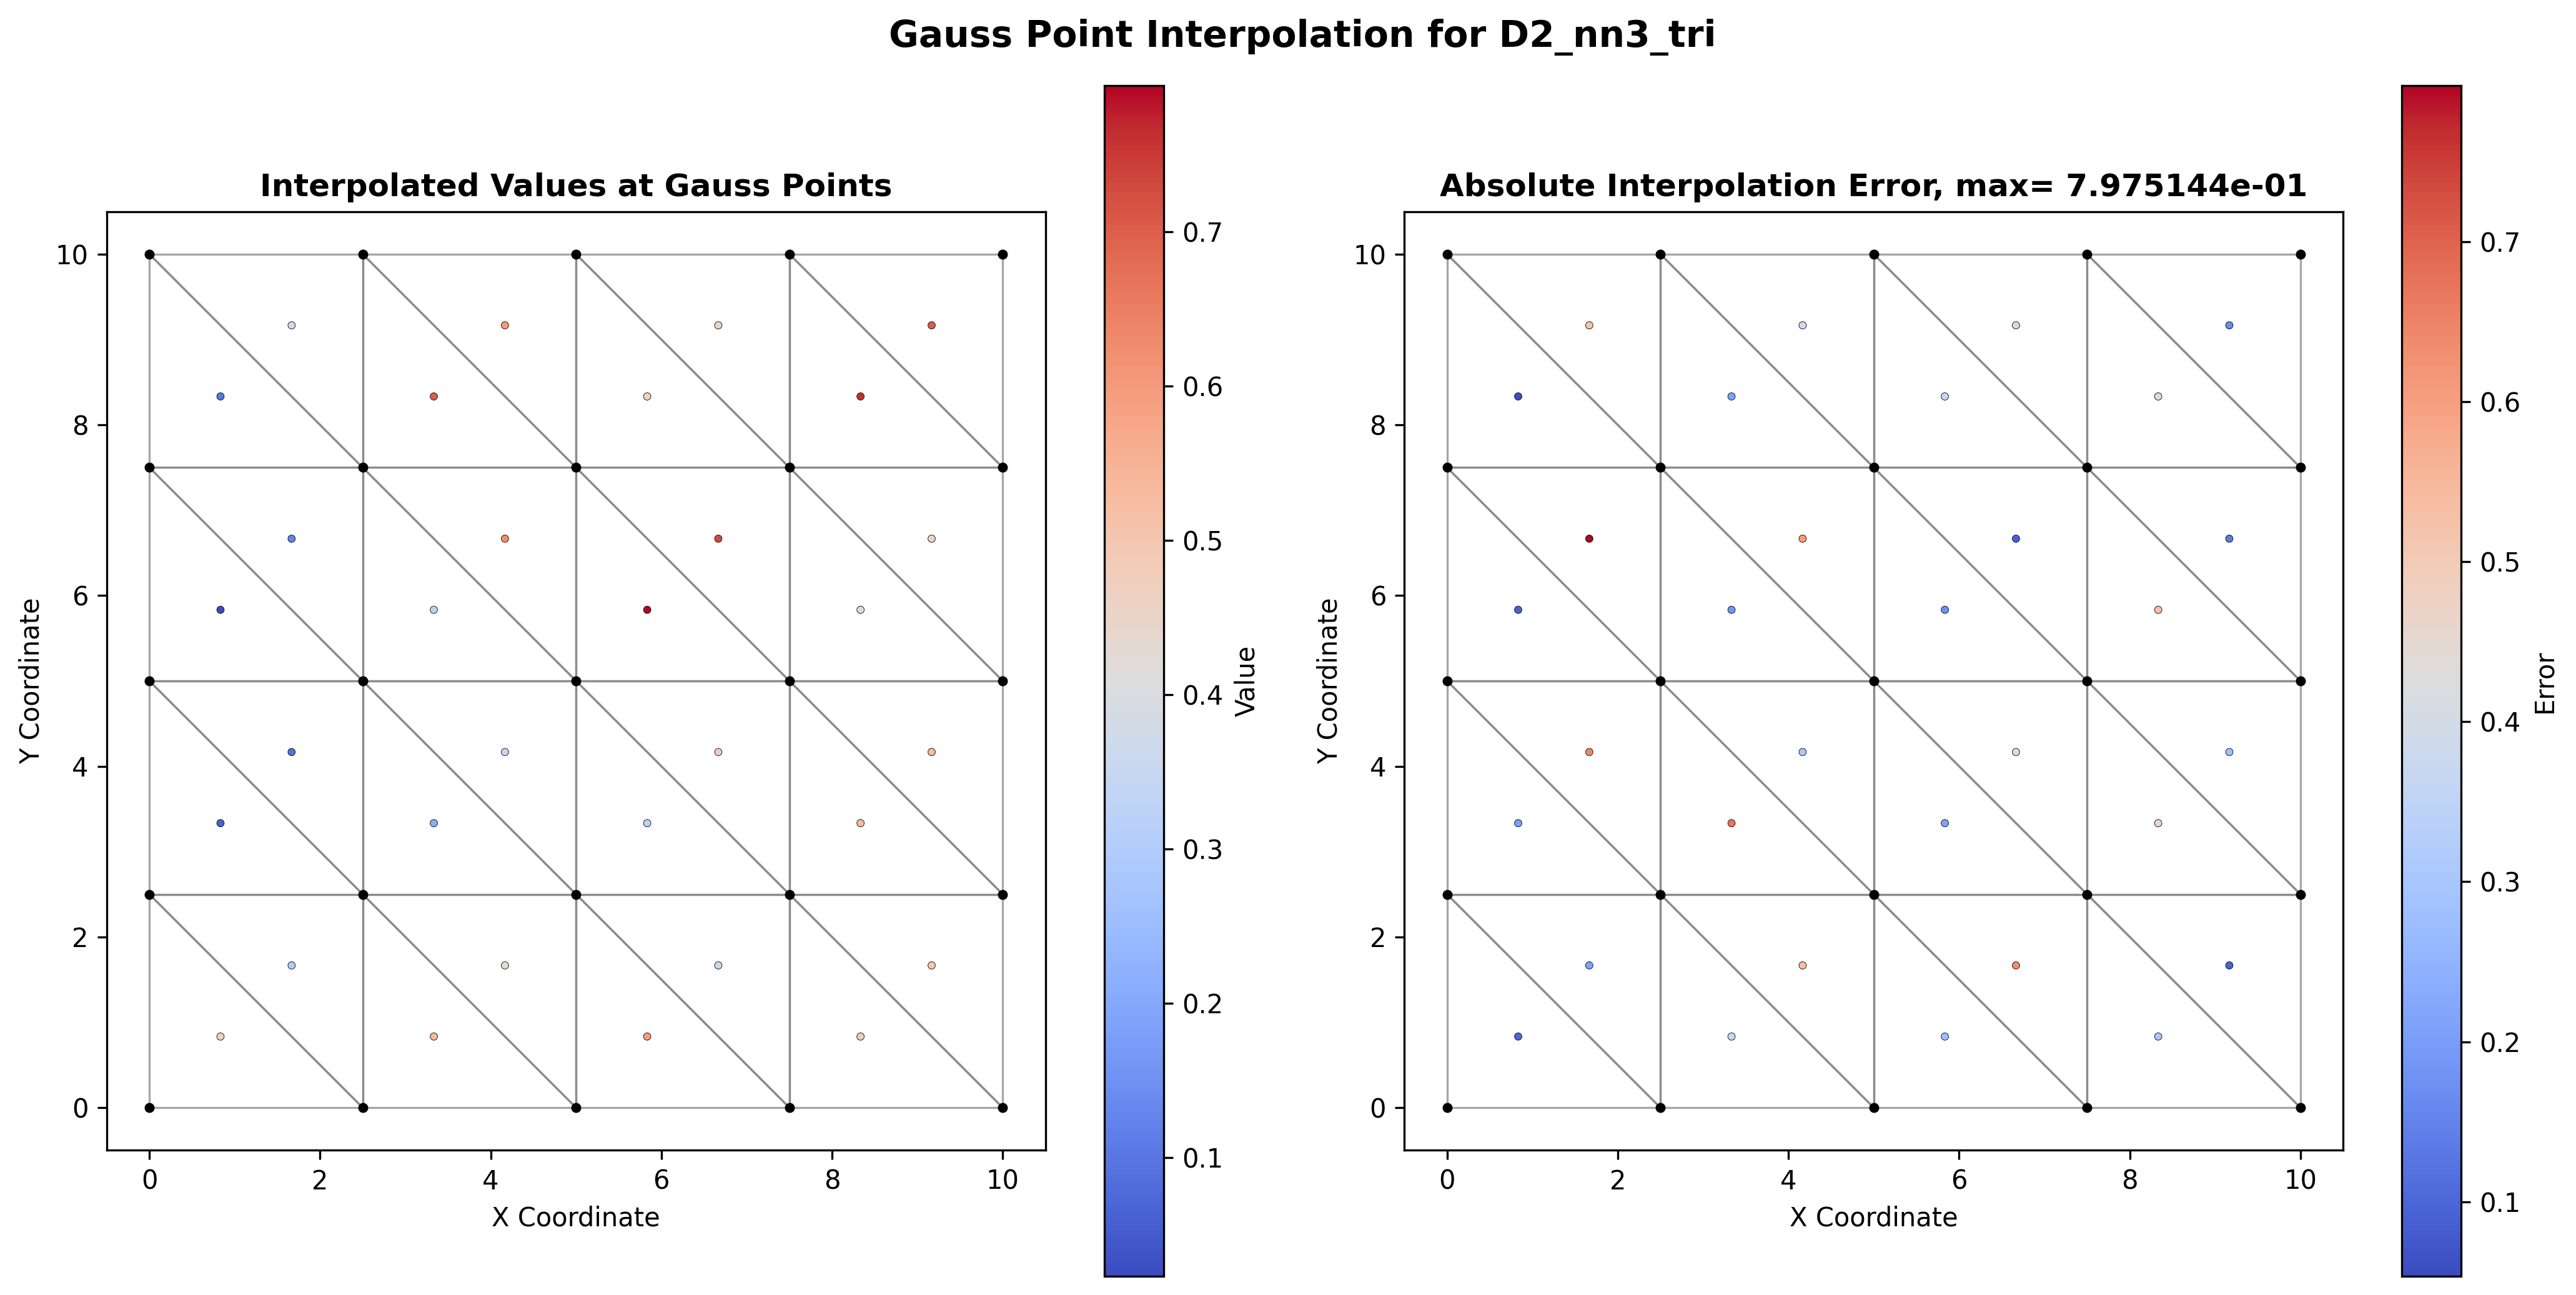 Gauss Point Interpolation for D2_nn3_tri
Interpolated Values at Gauss Points
10
8
6
4
2
0
Y Coordinate
0 2 4 6 8 10
X Coordinate
0.7
0.6
0.5
0.4
0.3
0.2
0.1
Value
Absolute Interpolation Error, max= 7.975144e-01
10
8
6
4
2
0
Y Coordinate
0 2 4 6 8 10
X Coordinate
0.7
0.6
0.5
0.4
0.3
0.2
0.1
Error